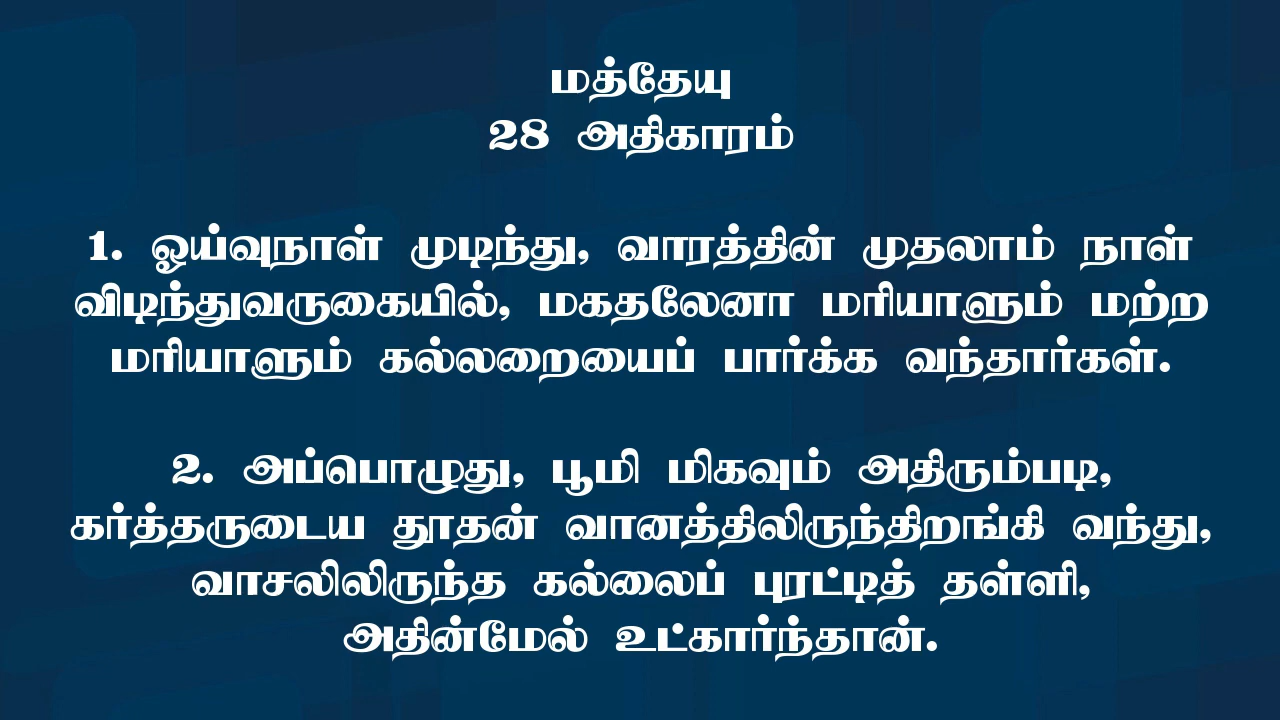 மத்தேயு
28 அதிகாரம்
1. ஓய்வுநாள் முடிந்து, வாரத்தின் முதலாம் நாள்
விடிந்துவருகையில், மகதலேனா மரியாளும் மற்ற
மரியாளும் கல்லறையைப் பார்க்க வந்தார்கள்.
2. அப்பொழுது, பூமி மிகவும் அதிரும்படி,
கர்த்தருடைய தூதன் வானத்திலிருந்திறங்கி வந்து,
வாசலிலிருந்த கல்லைப் புரட்டித் தள்ளி,
அதின்மேல் உட்கார்ந்தான்.